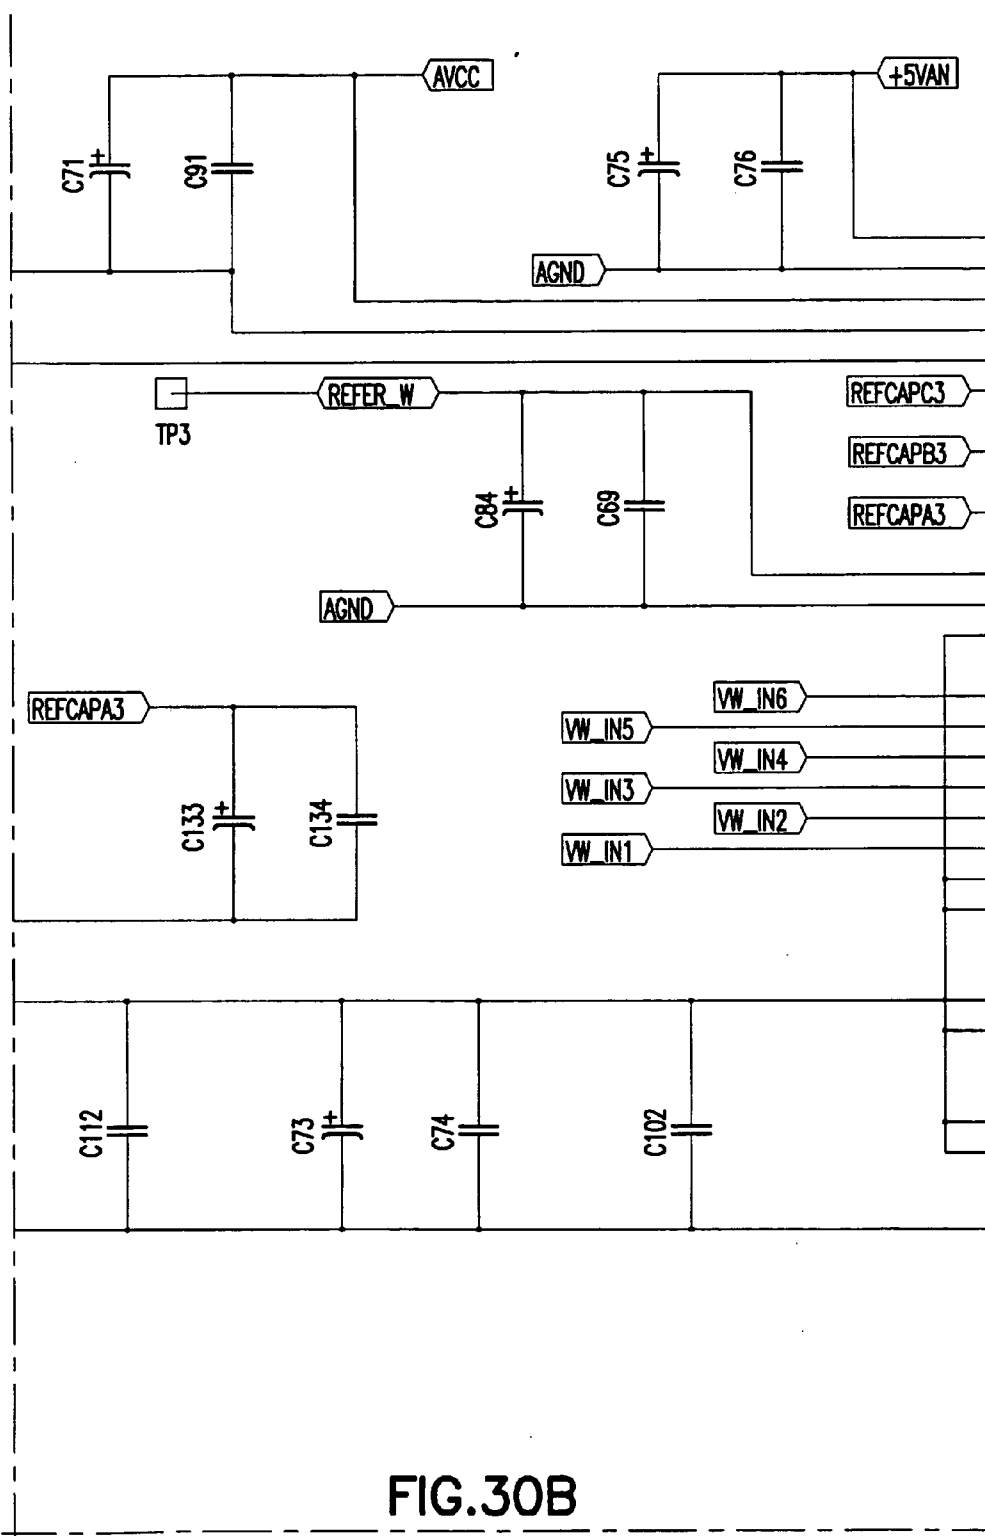 AVCC
+5VAN
C71
C91
C75
C76
AGND
TP3
REFER_W
REFCAPC3
REFCAPB3
REFCAPA3
C84
C69
AGND
REFCAPA3
VW_IN6
VW_IN5
VW_IN4
VW_IN3
VW_IN2
VW_IN1
C133
C134
C112
C73
C74
C102
FIG.30B